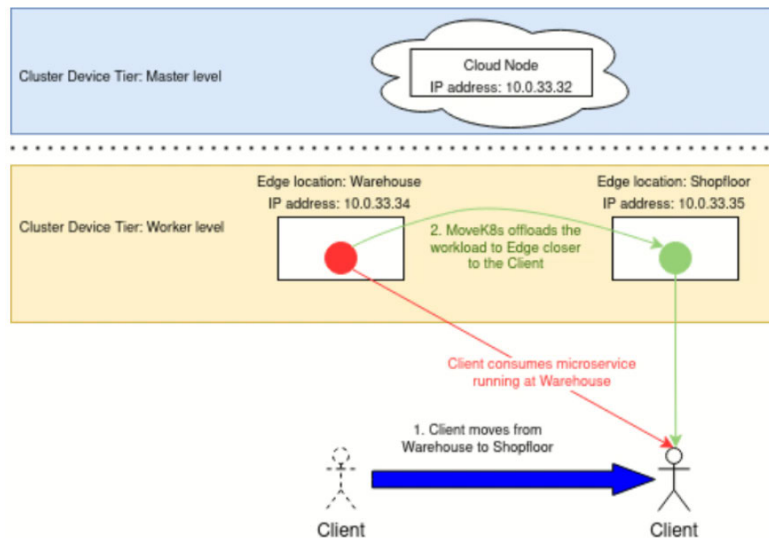 Cluster Device Tier: Master level
Cloud Node
IP address: 10.0.33.32
Cluster Device Tier: Worker level
Edge location: Warehouse
IP address: 10.0.33.34
Edge location: Shopfloor
IP address: 10.0.33.35
2. MoveK8s offloads the
workload to Edge closer
to the Client
Client consumes microservice
running at Warehouse
1. Client moves from
Warehouse to Shopfloor
Client
Client